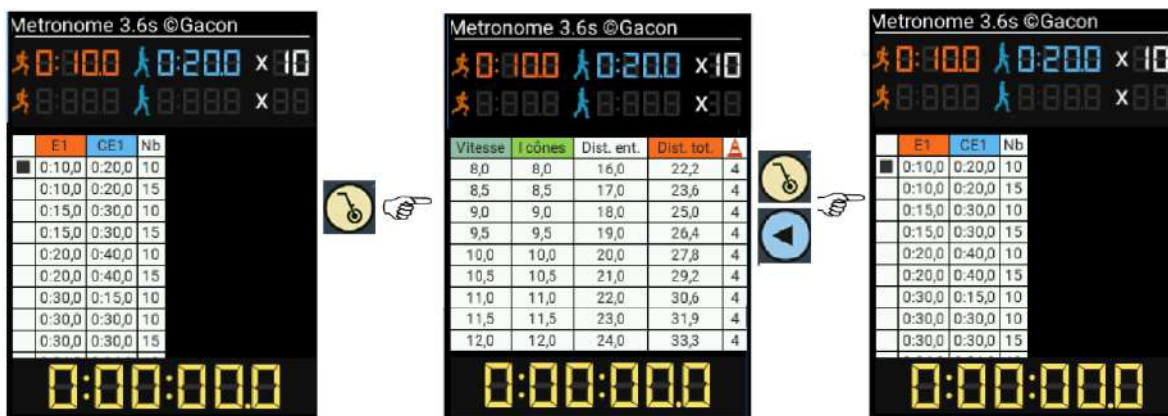 Metronome 3.6s ©Gacon
0:10.0 0:20.0 x10
x
E1 CE1 Nb
0:10,0 0:20,0 10
0:10,0 0:20,0 15
0:15,0 0:30,0 10
0:15,0 0:30,0 15
0:20,0 0:40,0 10
0:20,0 0:40,0 15
0:30,0 0:15,0 10
0:30,0 0:30,0 10
0:30,0 0:30,0 15
0:00:00.0
Metronome 3.6s ©Gacon
0:10.0 0:20.0 x10
x
Vitesse I cônes Dist. ent. Dist. tot.
8,0 8,0 16,0 22,2 4
8,5 8,5 17,0 23,6 4
9,0 9,0 18,0 25,0 4
9,5 9,5 19,0 26,4 4
10,0 10,0 20,0 27,8 4
10,5 10,5 21,0 29,2 4
11,0 11,0 22,0 30,6 4
11,5 11,5 23,0 31,9 4
12,0 12,0 24,0 33,3 4
0:00:00.0
Metronome 3.6s ©Gacon
0:10.0 0:20.0 x10
x
E1 CE1 Nb
0:10,0 0:20,0 10
0:10,0 0:20,0 15
0:15,0 0:30,0 10
0:15,0 0:30,0 15
0:20,0 0:40,0 10
0:20,0 0:40,0 15
0:30,0 0:15,0 10
0:30,0 0:30,0 10
0:30,0 0:30,0 15
0:00:00.0